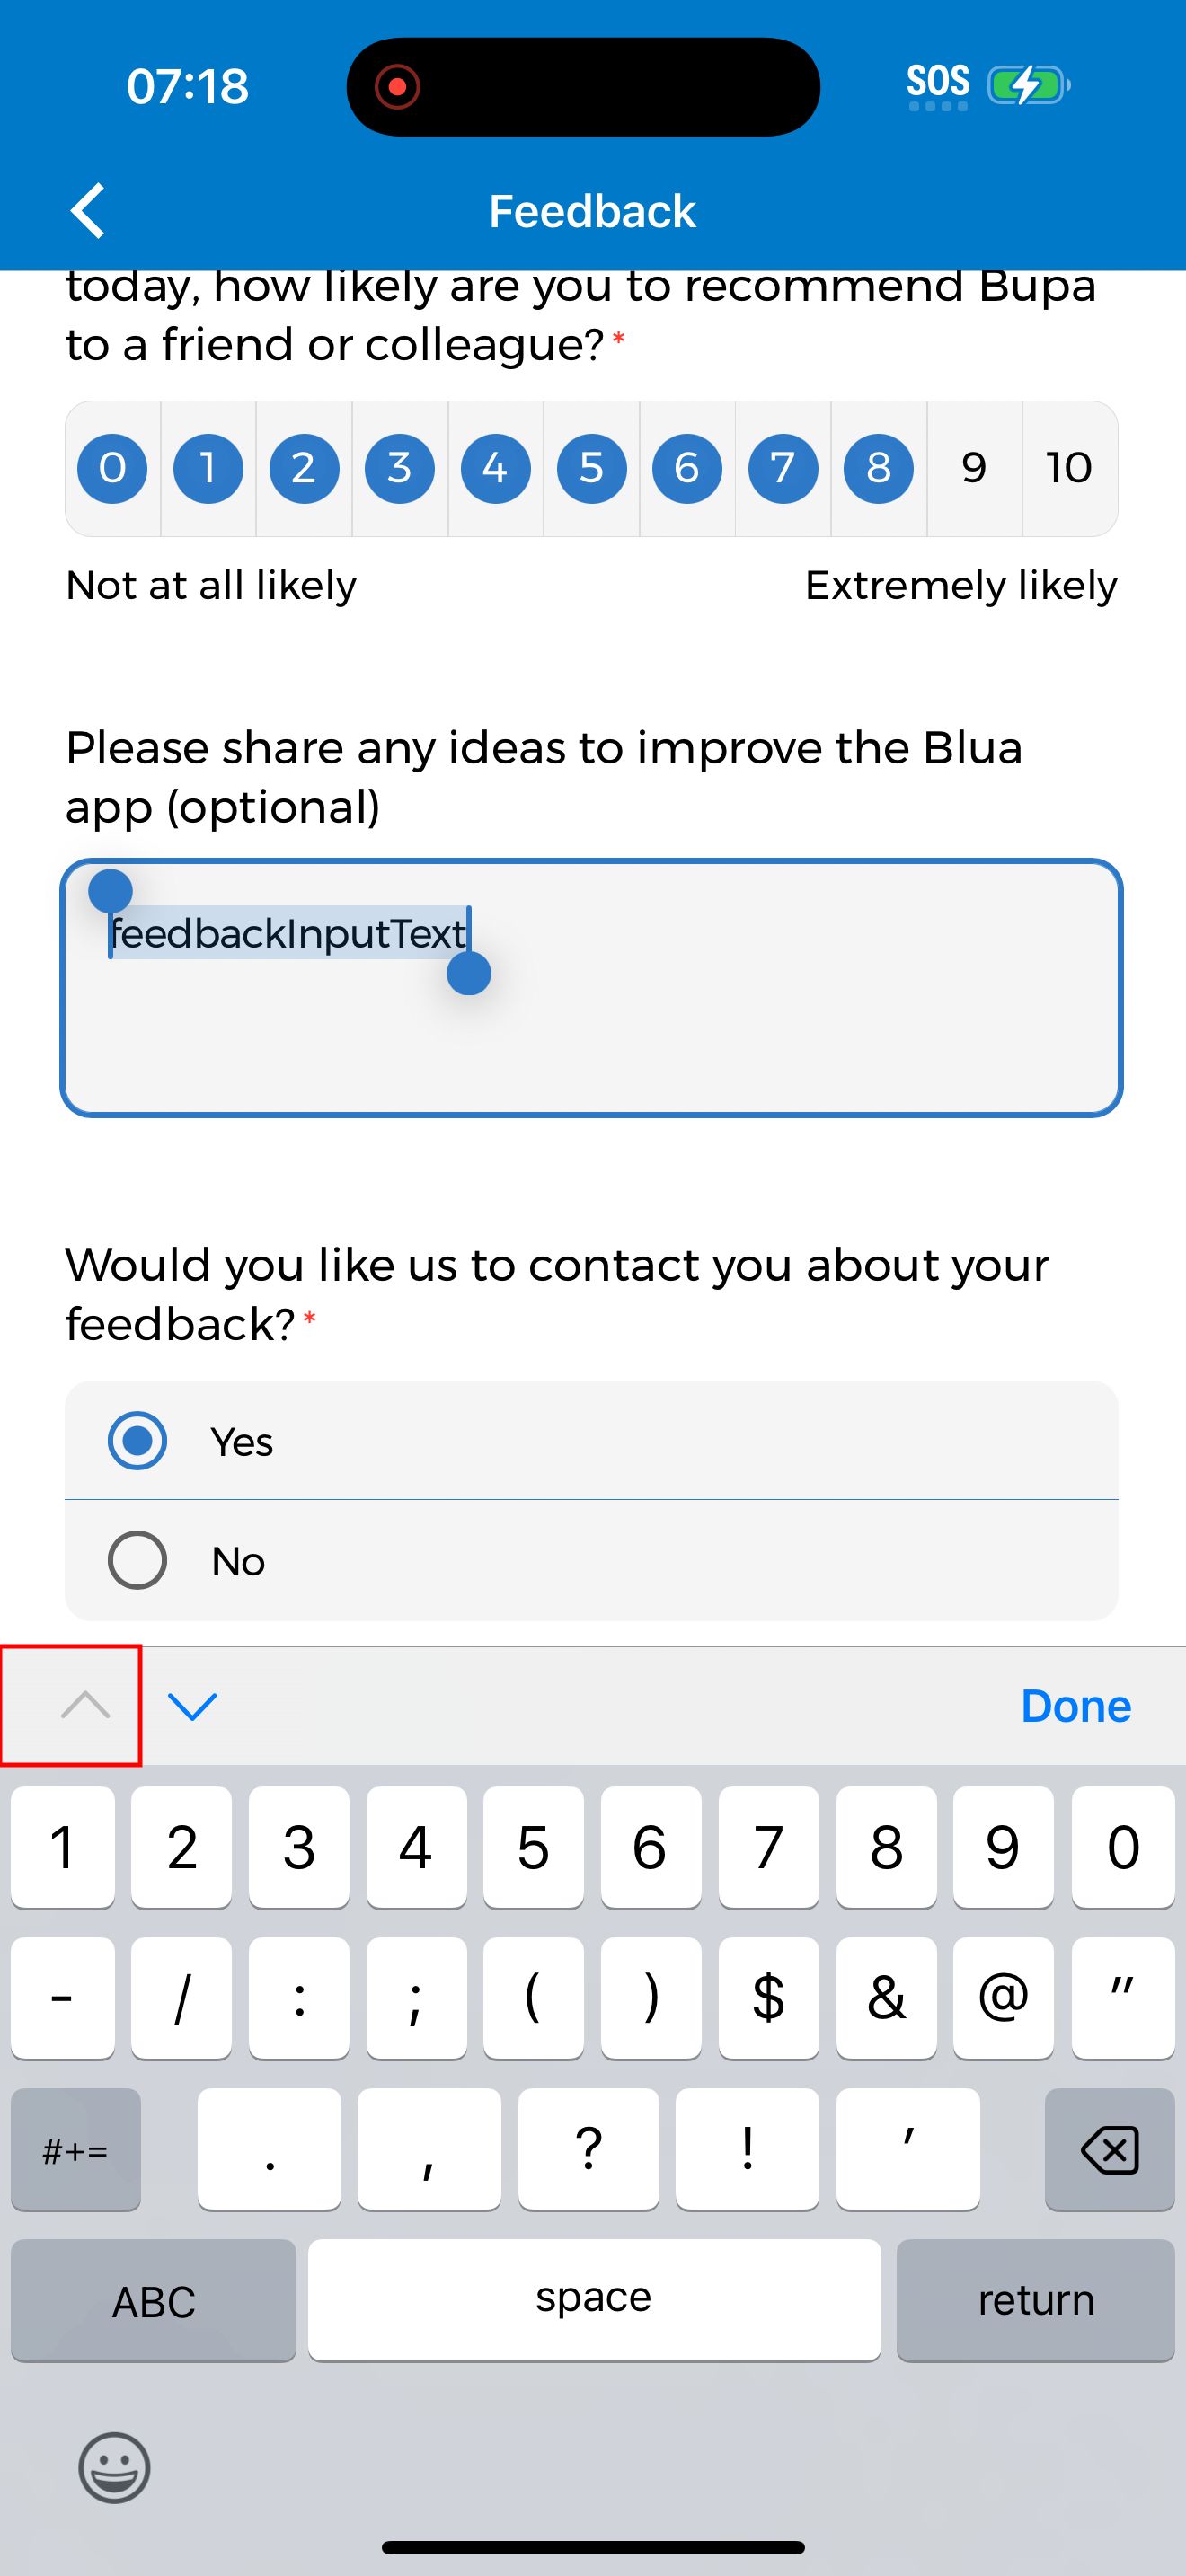 07:18
SOS
Feedback
today, how likely are you to recommend Bupa
to a friend or colleague? *
0 1 2 3 4 5 6 7 8 9 10
Not at all likely Extremely likely
Please share any ideas to improve the Blua
app (optional)
feedbackInputText
Would you like us to contact you about your
feedback? *
Yes
No
Done
1 2 3 4 5 6 7 8 9 0
- / : ; ( ) $ & @ "
#+= . , ? ! '
ABC space return